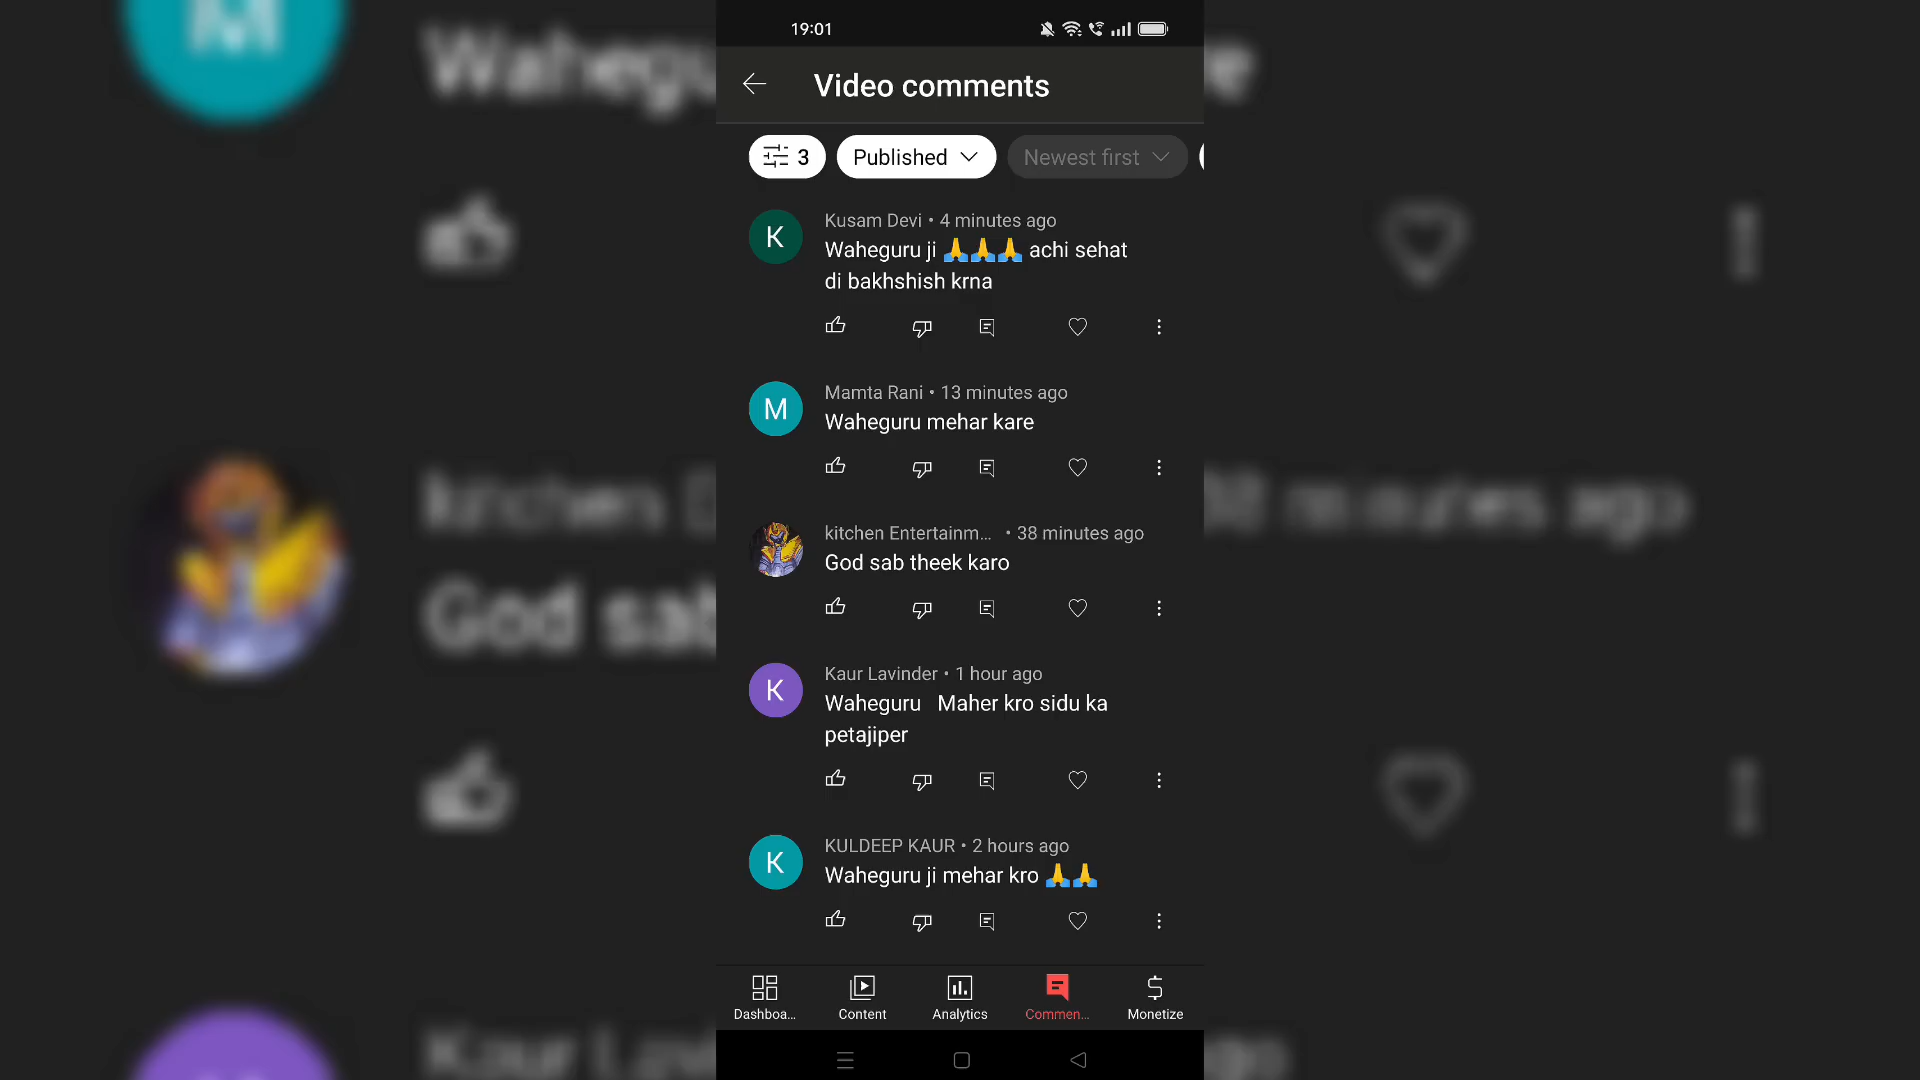 19:01
Video comments
3 Published Newest first
K Kusam Devi • 4 minutes ago
Waheguru ji 🙏🙏🙏 achi sehat
di bakhshish krna
M Mamta Rani • 13 minutes ago
Waheguru mehar kare
kitchen Entertainm... • 38 minutes ago
God sab theek karo
K Kaur Lavinder • 1 hour ago
Waheguru Maher kro sidu ka
petajiper
K KULDEEP KAUR • 2 hours ago
Waheguru ji mehar kro 🙏🙏
Dashboa... Content Analytics Commen... Monetize